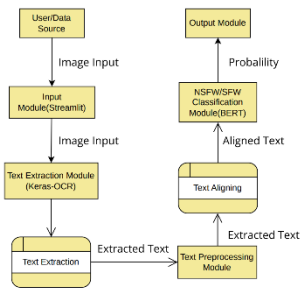 User/Data
Source
Image Input
Input
Module(Streamlit)
Image Input
Text Extraction Module
(Keras-OCR)
Text Extraction
Extracted Text
Text Preprocessing
Module
Extracted Text
Text Aligning
Aligned Text
NSFW/SFW
Classification
Module(BERT)
Probalility
Output Module